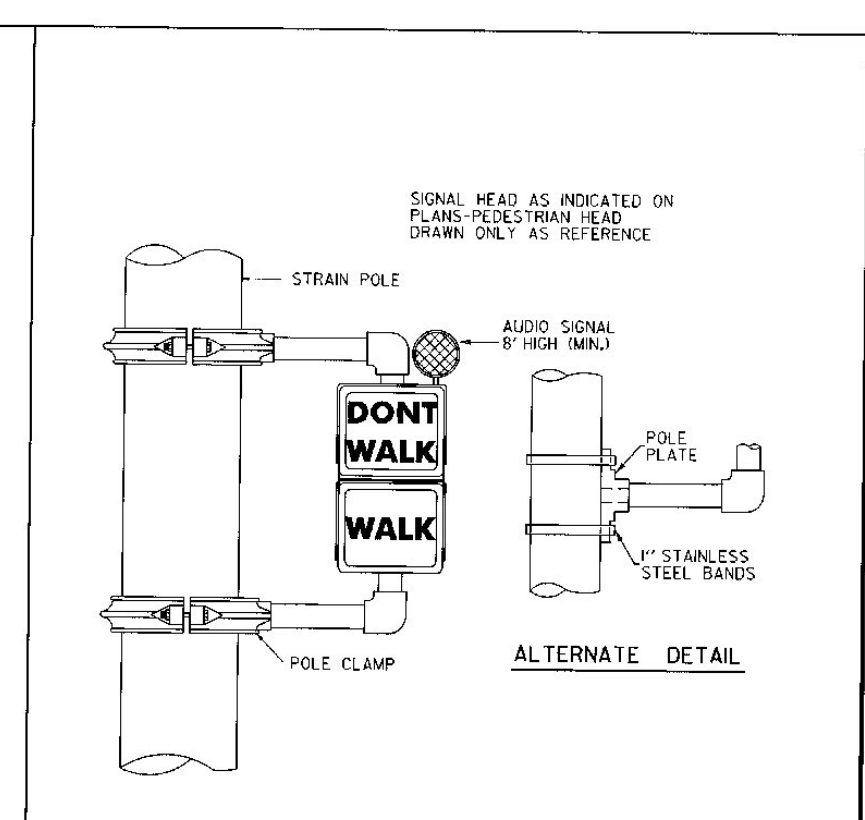 SIGNAL HEAD AS INDICATED ON
PLANS-PEDESTRIAN HEAD
DRAWN ONLY AS REFERENCE
STRAIN POLE
AUDIO SIGNAL
8' HIGH (MIN.)
DONT
WALK
WALK
POLE
PLATE
1" STAINLESS
STEEL BANDS
POLE CLAMP
ALTERNATE DETAIL